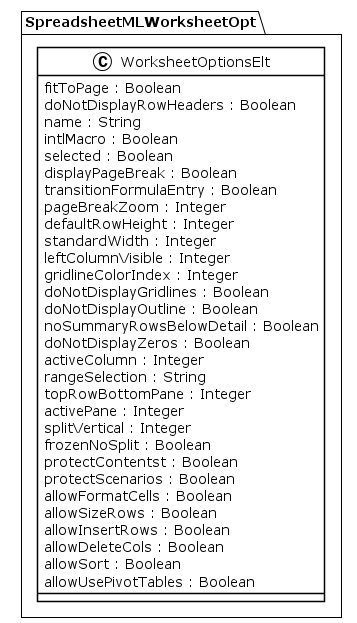 SpreadsheetMLWorksheetOpt
C WorksheetOptionsElt
fitToPage : Boolean
doNotDisplayRowHeaders : Boolean
name : String
intlMacro : Boolean
selected : Boolean
displayPageBreak : Boolean
transitionFormulaEntry : Boolean
pageBreakZoom : Integer
defaultRowHeight : Integer
standardWidth : Integer
leftColumnVisible : Integer
gridlineColorIndex : Integer
doNotDisplayGridlines : Boolean
doNotDisplayOutline : Boolean
noSummaryRowsBelowDetail : Boolean
doNotDisplayZeros : Boolean
activeColumn : Integer
rangeSelection : String
topRowBottomPane : Integer
activePane : Integer
splitVertical : Integer
frozenNoSplit : Boolean
protectContentst : Boolean
protectScenarios : Boolean
allowFormatCells : Boolean
allowSizeRows : Boolean
allowInsertRows : Boolean
allowDeleteCols : Boolean
allowSort : Boolean
allowUsePivotTables : Boolean